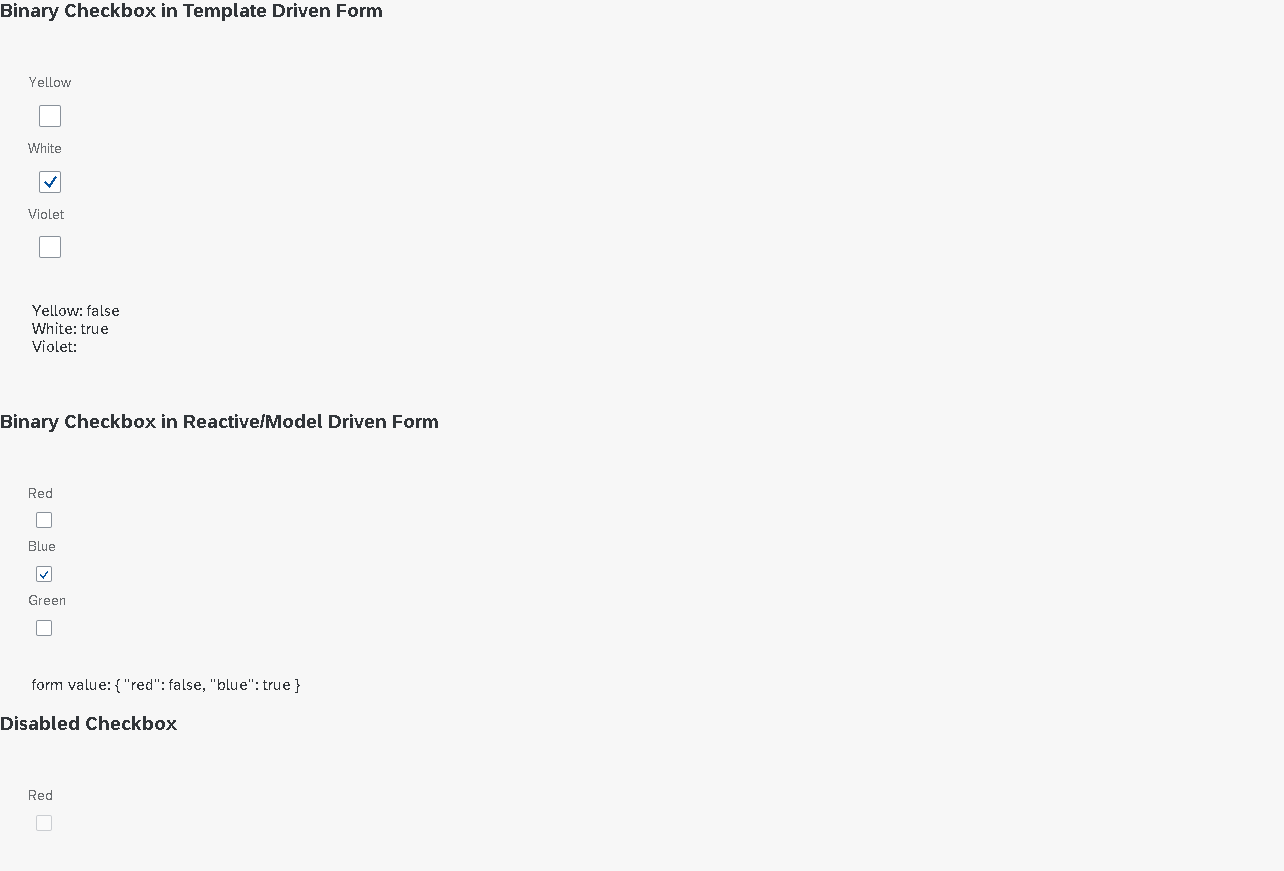 Binary Checkbox in Template Driven Form
Yellow
White
Violet
Yellow: false
White: true
Violet:
Binary Checkbox in Reactive/Model Driven Form
Red
Blue
Green
form value: { "red": false, "blue": true }
Disabled Checkbox
Red